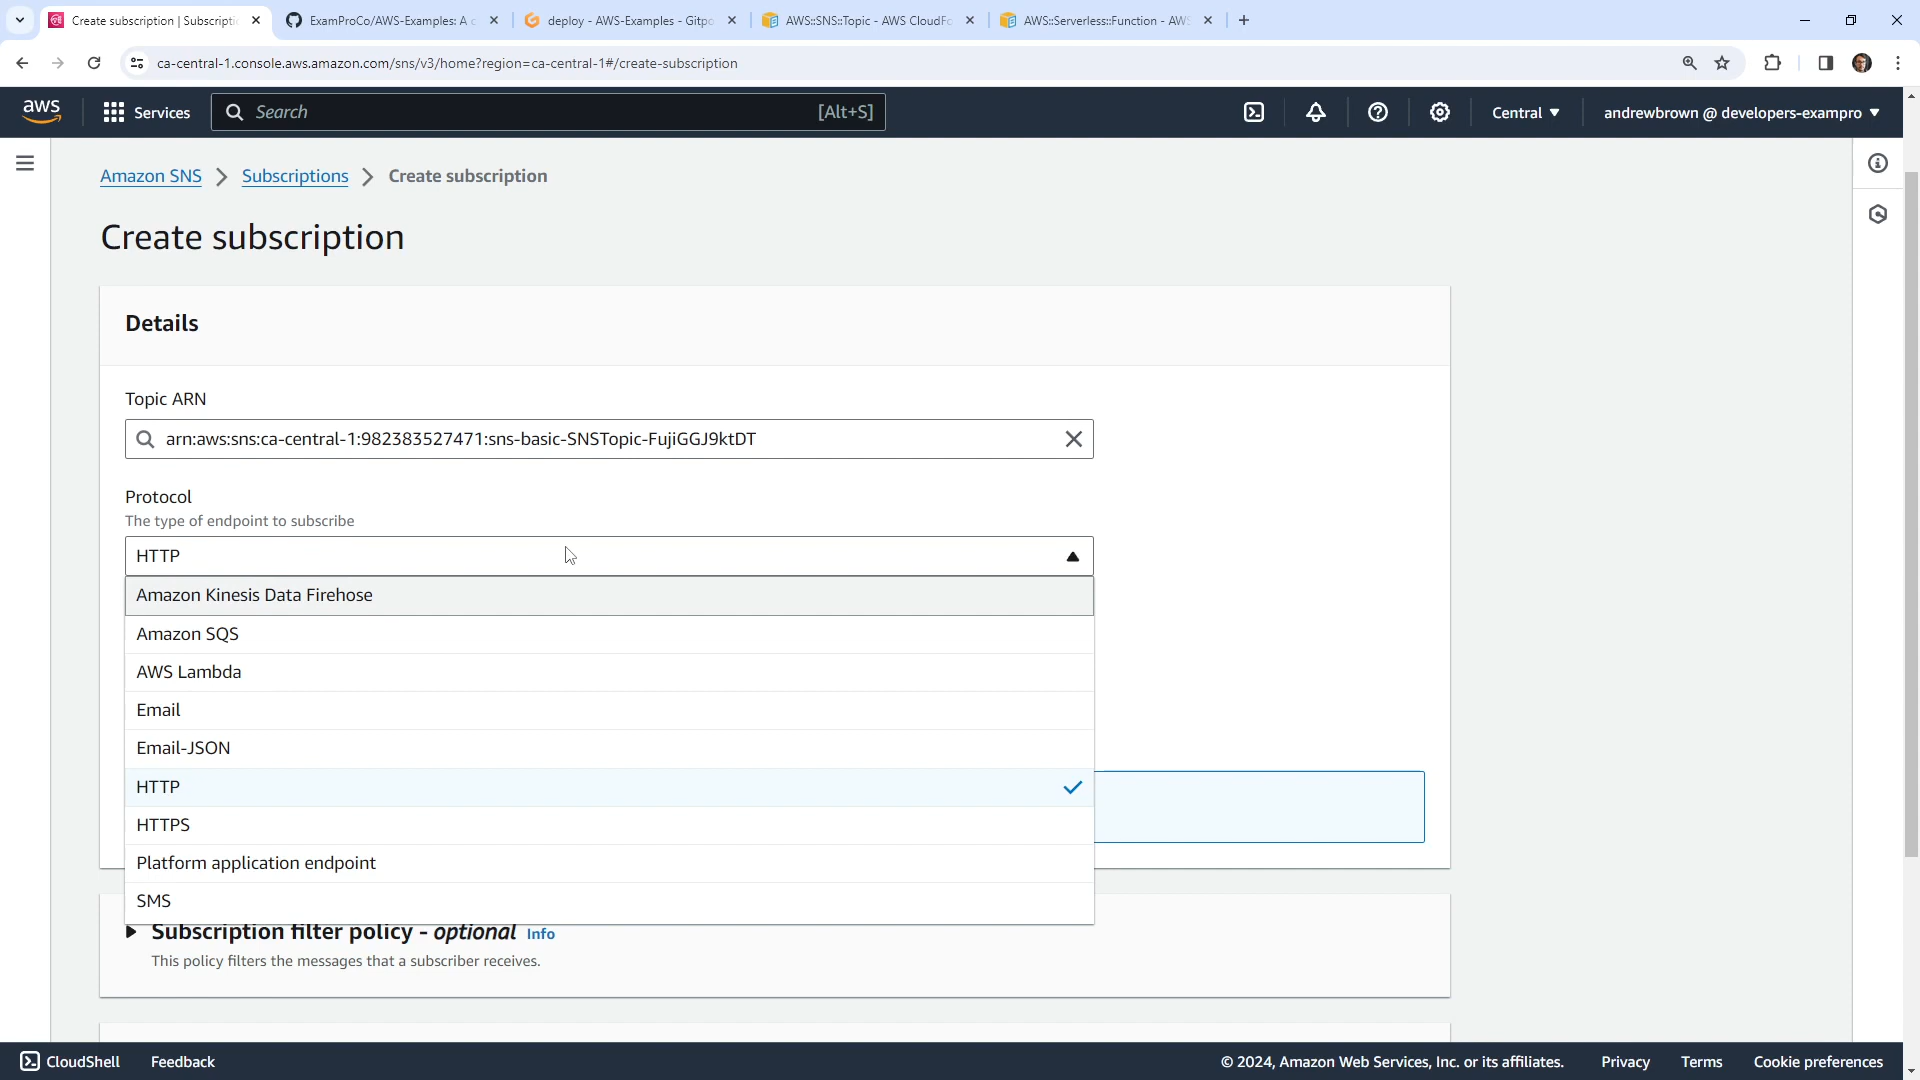 Create subscription | Subscripti
ExamProCo/AWS-Examples: A c
deploy - AWS-Examples - Gitpo
AWS::SNS::Topic - AWS CloudFo
AWS::Serverless::Function - AWS
ca-central-1.console.aws.amazon.com/sns/v3/home?region=ca-central-1#/create-subscription
aws
Services
Search
[Alt+S]
Central
andrewbrown @ developers-exampro
Amazon SNS
Subscriptions
Create subscription
Create subscription
Details
Topic ARN
arn:aws:sns:ca-central-1:982383527471:sns-basic-SNSTopic-FujiGGJ9ktDT
Protocol
The type of endpoint to subscribe
HTTP
Amazon Kinesis Data Firehose
Amazon SQS
AWS Lambda
Email
Email-JSON
HTTP
HTTPS
Platform application endpoint
SMS
Subscription filter policy - optional Info
This policy filters the messages that a subscriber receives.
CloudShell
Feedback
© 2024, Amazon Web Services, Inc. or its affiliates.
Privacy
Terms
Cookie preferences